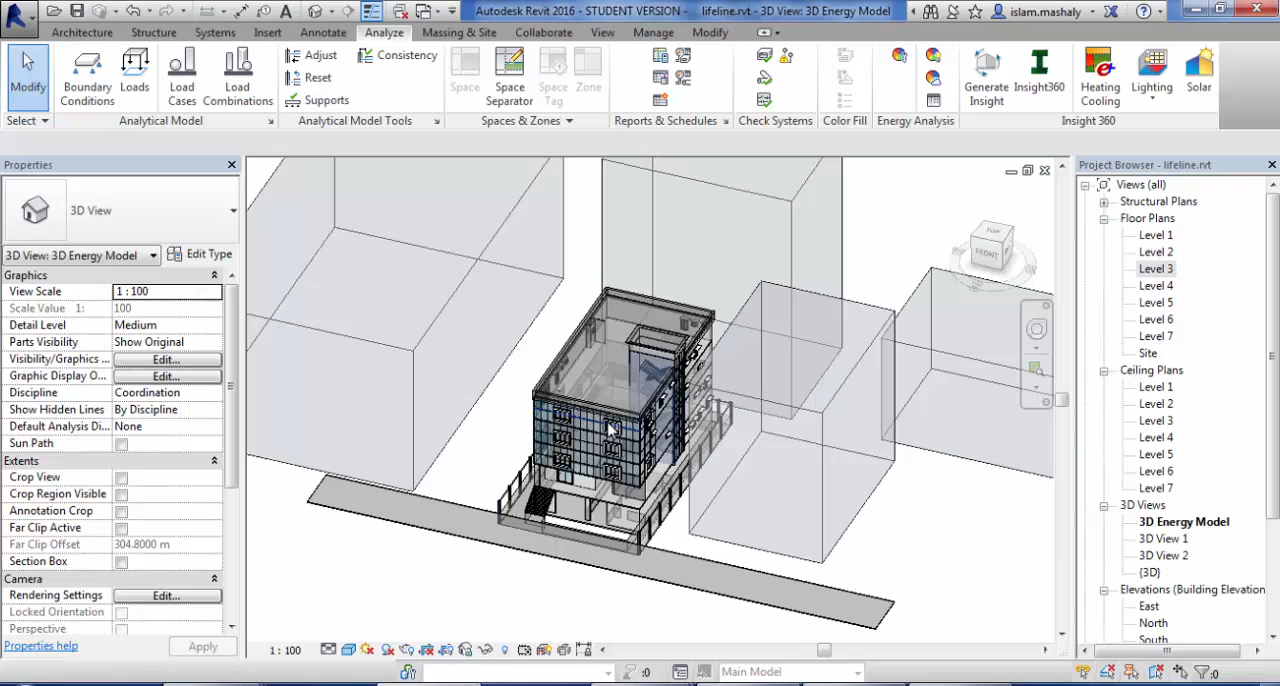 Autodesk Revit 2016 - STUDENT VERSION - lifeline.rvt - 3D View: 3D Energy Model
islam.mashaly
Architecture Structure Systems Insert Annotate Analyze Massing & Site Collaborate View Manage Modify
Modify
Boundary Conditions
Loads
Load Cases
Load Combinations
Adjust
Reset
Supports
Consistency
Space
Space Separator
Space Tag
Zone
Generate Insight
Insight360
Heating Cooling
Lighting
Solar
Select
Analytical Model
Analytical Model Tools
Spaces & Zones
Reports & Schedules
Check Systems
Color Fill
Energy Analysis
Insight 360
Properties
3D View
3D View: 3D Energy Model
Edit Type
Graphics
View Scale 1 : 100
Scale Value 1: 100
Detail Level Medium
Parts Visibility Show Original
Visibility/Graphics ... Edit...
Graphic Display O... Edit...
Discipline Coordination
Show Hidden Lines By Discipline
Default Analysis Di... None
Sun Path
Extents
Crop View
Crop Region Visible
Annotation Crop
Far Clip Active
Far Clip Offset 304.8000 m
Section Box
Camera
Rendering Settings Edit...
Locked Orientation
Perspective
Properties help
Apply
TOP
FRONT
Project Browser - lifeline.rvt
Views (all)
Structural Plans
Floor Plans
Level 1
Level 2
Level 3
Level 4
Level 5
Level 6
Level 7
Site
Ceiling Plans
Level 1
Level 2
Level 3
Level 4
Level 5
Level 6
Level 7
3D Views
3D Energy Model
3D View 1
3D View 2
{3D}
Elevations (Building Elevation
East
North
South
1 : 100
:0
Main Model
:0